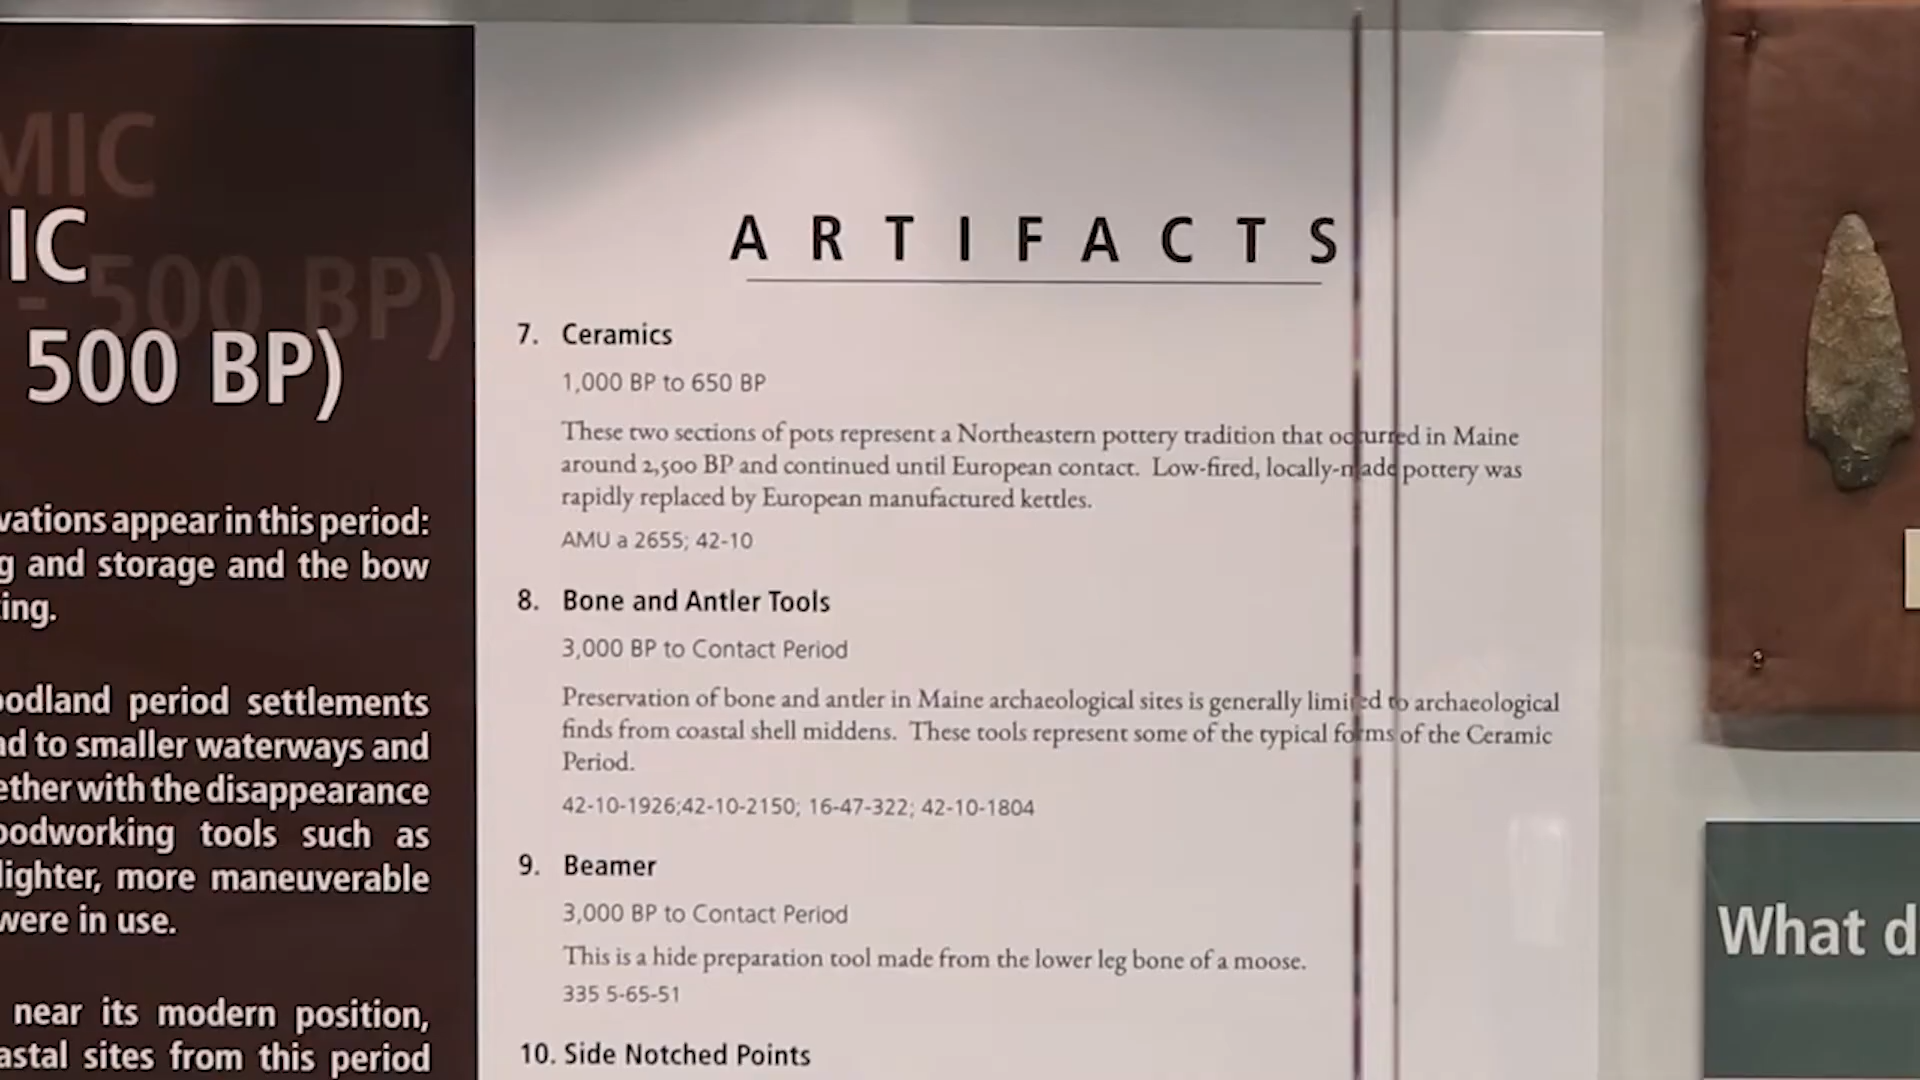 MIC
- 500 BP)
IC
500 BP)
vations appear in this period:
g and storage and the bow
ing.
oodland period settlements
nd to smaller waterways and
ether with the disappearance
oodworking tools such as
lighter, more maneuverable
were in use.
near its modern position,
astal sites from this period
ARTIFACTS
7. Ceramics
1,000 BP to 650 BP
These two sections of pots represent a Northeastern pottery tradition that occurred in Maine
around 2,500 BP and continued until European contact. Low-fired, locally-made pottery was
rapidly replaced by European manufactured kettles.
AMU a 2655; 42-10
8. Bone and Antler Tools
3,000 BP to Contact Period
Preservation of bone and antler in Maine archaeological sites is generally limited to archaeological
finds from coastal shell middens. These tools represent some of the typical forms of the Ceramic
Period.
42-10-1926;42-10-2150; 16-47-322; 42-10-1804
9. Beamer
3,000 BP to Contact Period
This is a hide preparation tool made from the lower leg bone of a moose.
335 5-65-51
10. Side Notched Points
What d